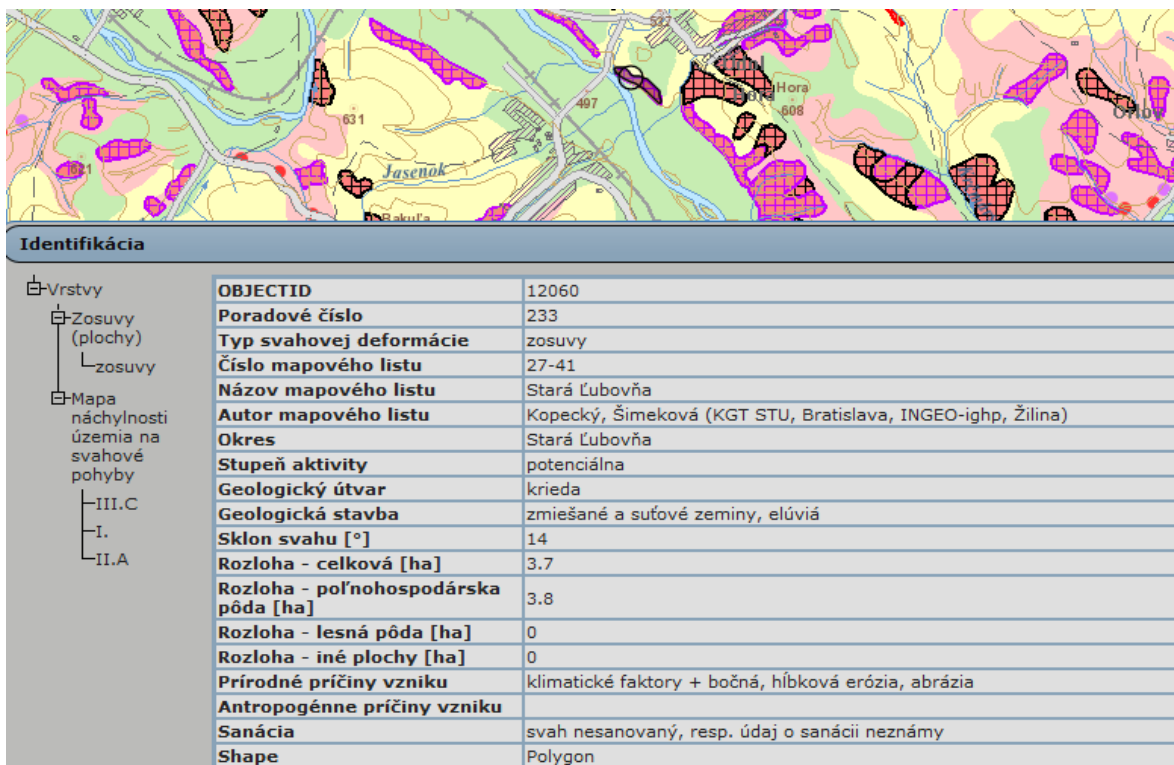 527
497
631
Jasenok
Hora
608
Identifikácia
Vrstvy
Zosuvy
(plochy)
zosuvy
Mapa
náchylnosti
územia na
svahové
pohyby
III.C
I.
II.A
OBJECTID 12060
Poradové číslo 233
Typ svahovej deformácie zosuvy
Číslo mapového listu 27-41
Názov mapového listu Stará Ľubovňa
Autor mapového listu Kopecký, Šimeková (KGT STU, Bratislava, INGEO-ighp, Žilina)
Okres Stará Ľubovňa
Stupeň aktivity potenciálna
Geologický útvar krieda
Geologická stavba zmiešané a suťové zeminy, elúviá
Sklon svahu [°] 14
Rozloha - celková [ha] 3.7
Rozloha - poľnohospodárska
pôda [ha] 3.8
Rozloha - lesná pôda [ha] 0
Rozloha - iné plochy [ha] 0
Prírodné príčiny vzniku klimatické faktory + bočná, hĺbková erózia, abrázia
Antropogénne príčiny vzniku
Sanácia svah nesanovaný, resp. údaj o sanácii neznámy
Shape Polygon